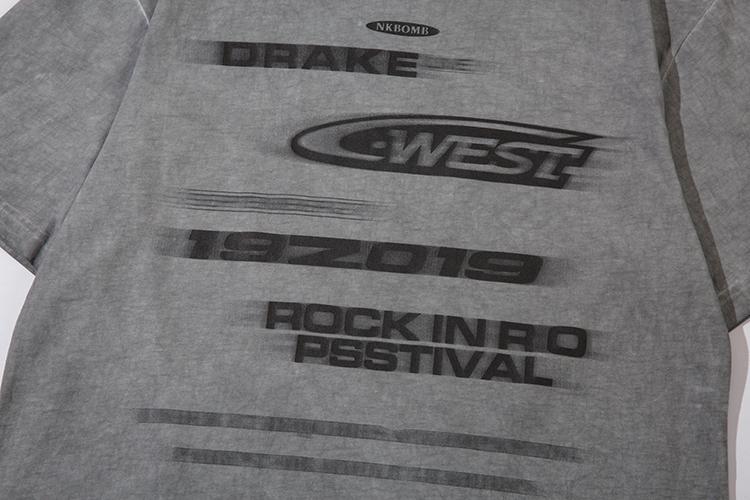 NKBOMB
DRAKE
WEST
19Z019
ROCK IN R O
PSSTIVAL